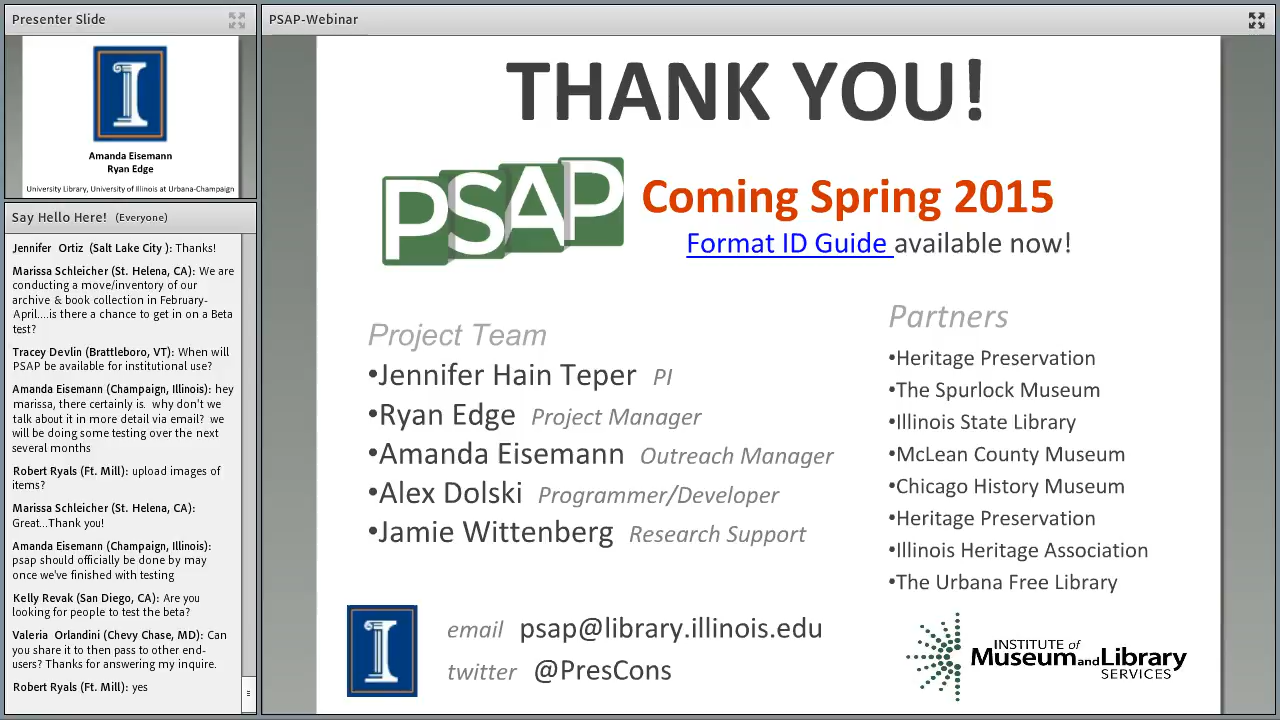 Presenter Slide
Amanda Eisemann
Ryan Edge
University Library, University of Illinois at Urbana-Champaign
Say Hello Here! (Everyone)
Jennifer Ortiz (Salt Lake City ): Thanks!
Marissa Schleicher (St. Helena, CA): We are
conducting a move/inventory of our
archive & book collection in February-
April....is there a chance to get in on a Beta
test?
Tracey Devlin (Brattleboro, VT): When will
PSAP be available for institutional use?
Amanda Eisemann (Champaign, Illinois): hey
marissa, there certainly is. why don't we
talk about it in more detail via email? we
will be doing some testing over the next
several months
Robert Ryals (Ft. Mill): upload images of
items?
Marissa Schleicher (St. Helena, CA):
Great...Thank you!
Amanda Eisemann (Champaign, Illinois):
psap should officially be done by may
once we've finished with testing
Kelly Revak (San Diego, CA): Are you
looking for people to test the beta?
Valeria Orlandini (Chevy Chase, MD): Can
you share it to then pass to other end-
users? Thanks for answering my inquire.
Robert Ryals (Ft. Mill): yes
PSAP-Webinar
THANK YOU!
PSAP
Coming Spring 2015
Format ID Guide available now!
Project Team
•Jennifer Hain Teper PI
•Ryan Edge Project Manager
•Amanda Eisemann Outreach Manager
•Alex Dolski Programmer/Developer
•Jamie Wittenberg Research Support
Partners
•Heritage Preservation
•The Spurlock Museum
•Illinois State Library
•McLean County Museum
•Chicago History Museum
•Heritage Preservation
•Illinois Heritage Association
•The Urbana Free Library
email psap@library.illinois.edu
twitter @PresCons
INSTITUTE of
Museum and Library
SERVICES